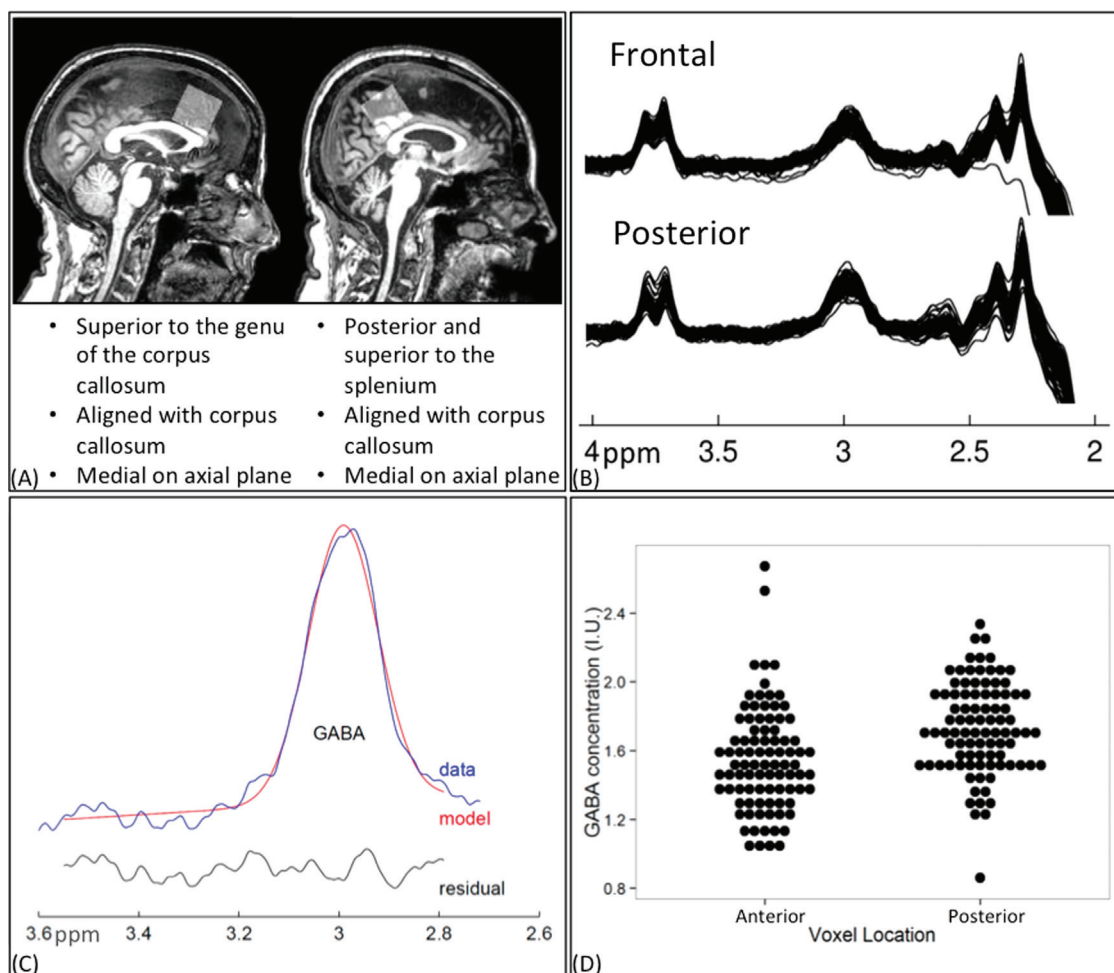 • Superior to the genu
of the corpus
callosum
• Aligned with corpus
callosum
• Medial on axial plane
• Posterior and
superior to the
splenium
• Aligned with corpus
callosum
• Medial on axial plane
(A)
Frontal
Posterior
4 ppm 3.5 3 2.5 2
(B)
GABA
data
model
residual
3.6 ppm 3.2 3 2.8 2.6
(C)
GABA concentration (I.U.)
2.4
2.0
1.6
1.2
0.8
Anterior Posterior
Voxel Location
(D)